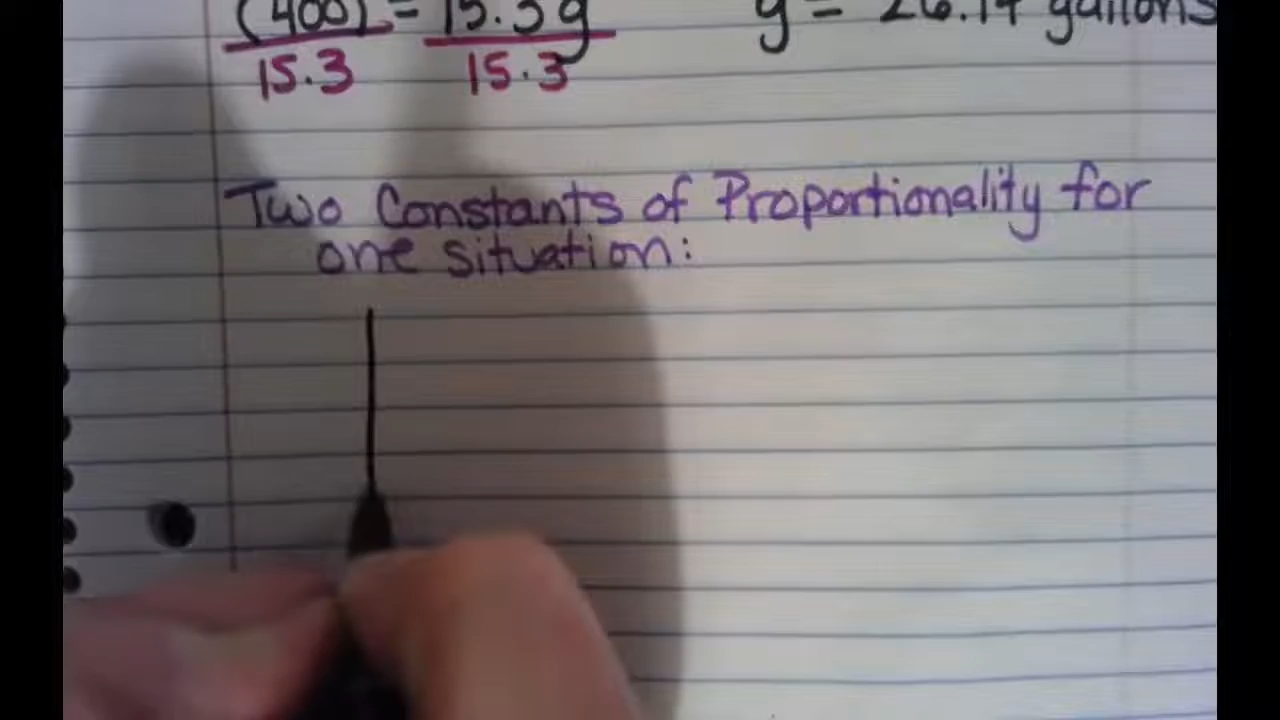 (400) = 15.3g y = 26.14 gallons
15.3 15.3
Two Constants of Proportionality for
one situation: